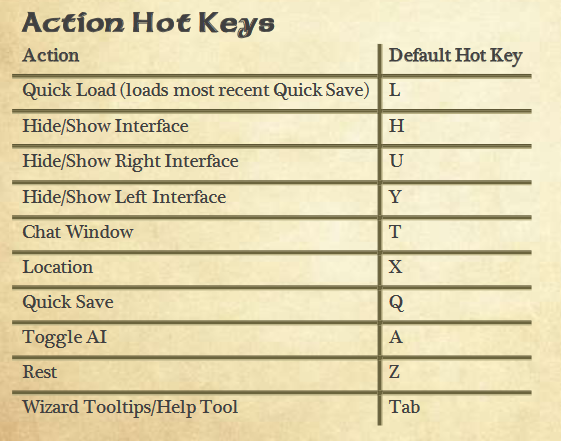 Action Hot Keys
Action Default Hot Key
Quick Load (loads most recent Quick Save) L
Hide/Show Interface H
Hide/Show Right Interface U
Hide/Show Left Interface Y
Chat Window T
Location X
Quick Save Q
Toggle AI A
Rest Z
Wizard Tooltips/Help Tool Tab